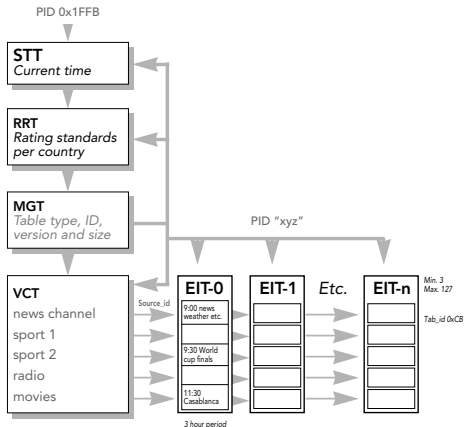 PID 0x1FFB
STT
Current time
RRT
Rating standards
per country
MGT
Table type, ID,
version and size
PID "xyz"
VCT
news channel
sport 1
sport 2
radio
movies
Source_id
EIT-0
9:00 news
weather etc.
9:30 World
cup finals
11:30
Casablanca
3 hour period
EIT-1
Etc.
EIT-n
Min. 3
Max. 127
Tab_id 0xCB